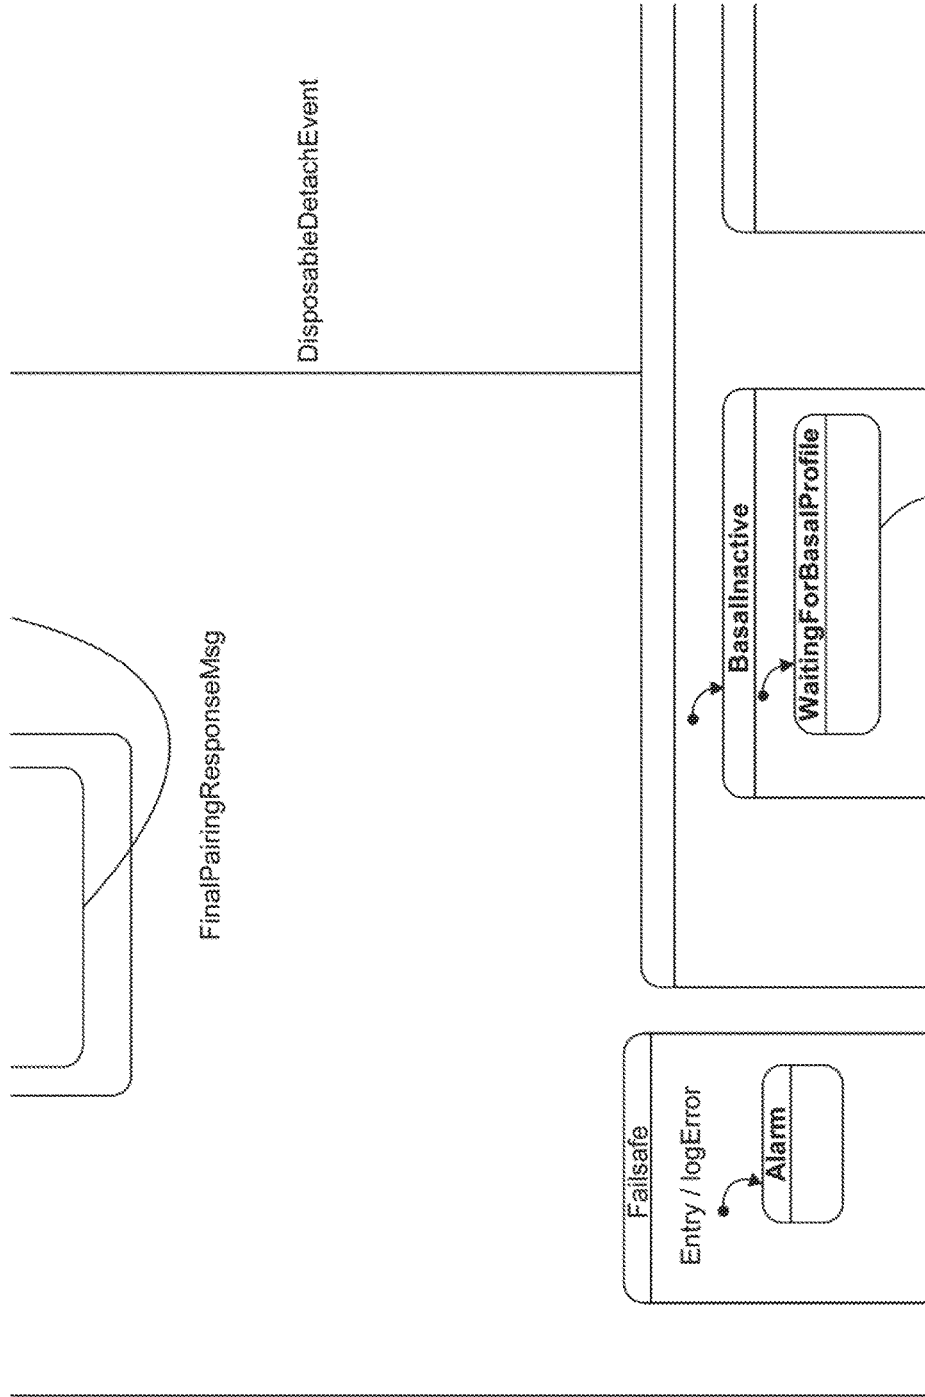 FinalPairingResponseMsg
DisposableDetachEvent
Failsafe
Entry / logError
Alarm
BasalInactive
WaitingForBasalProfile